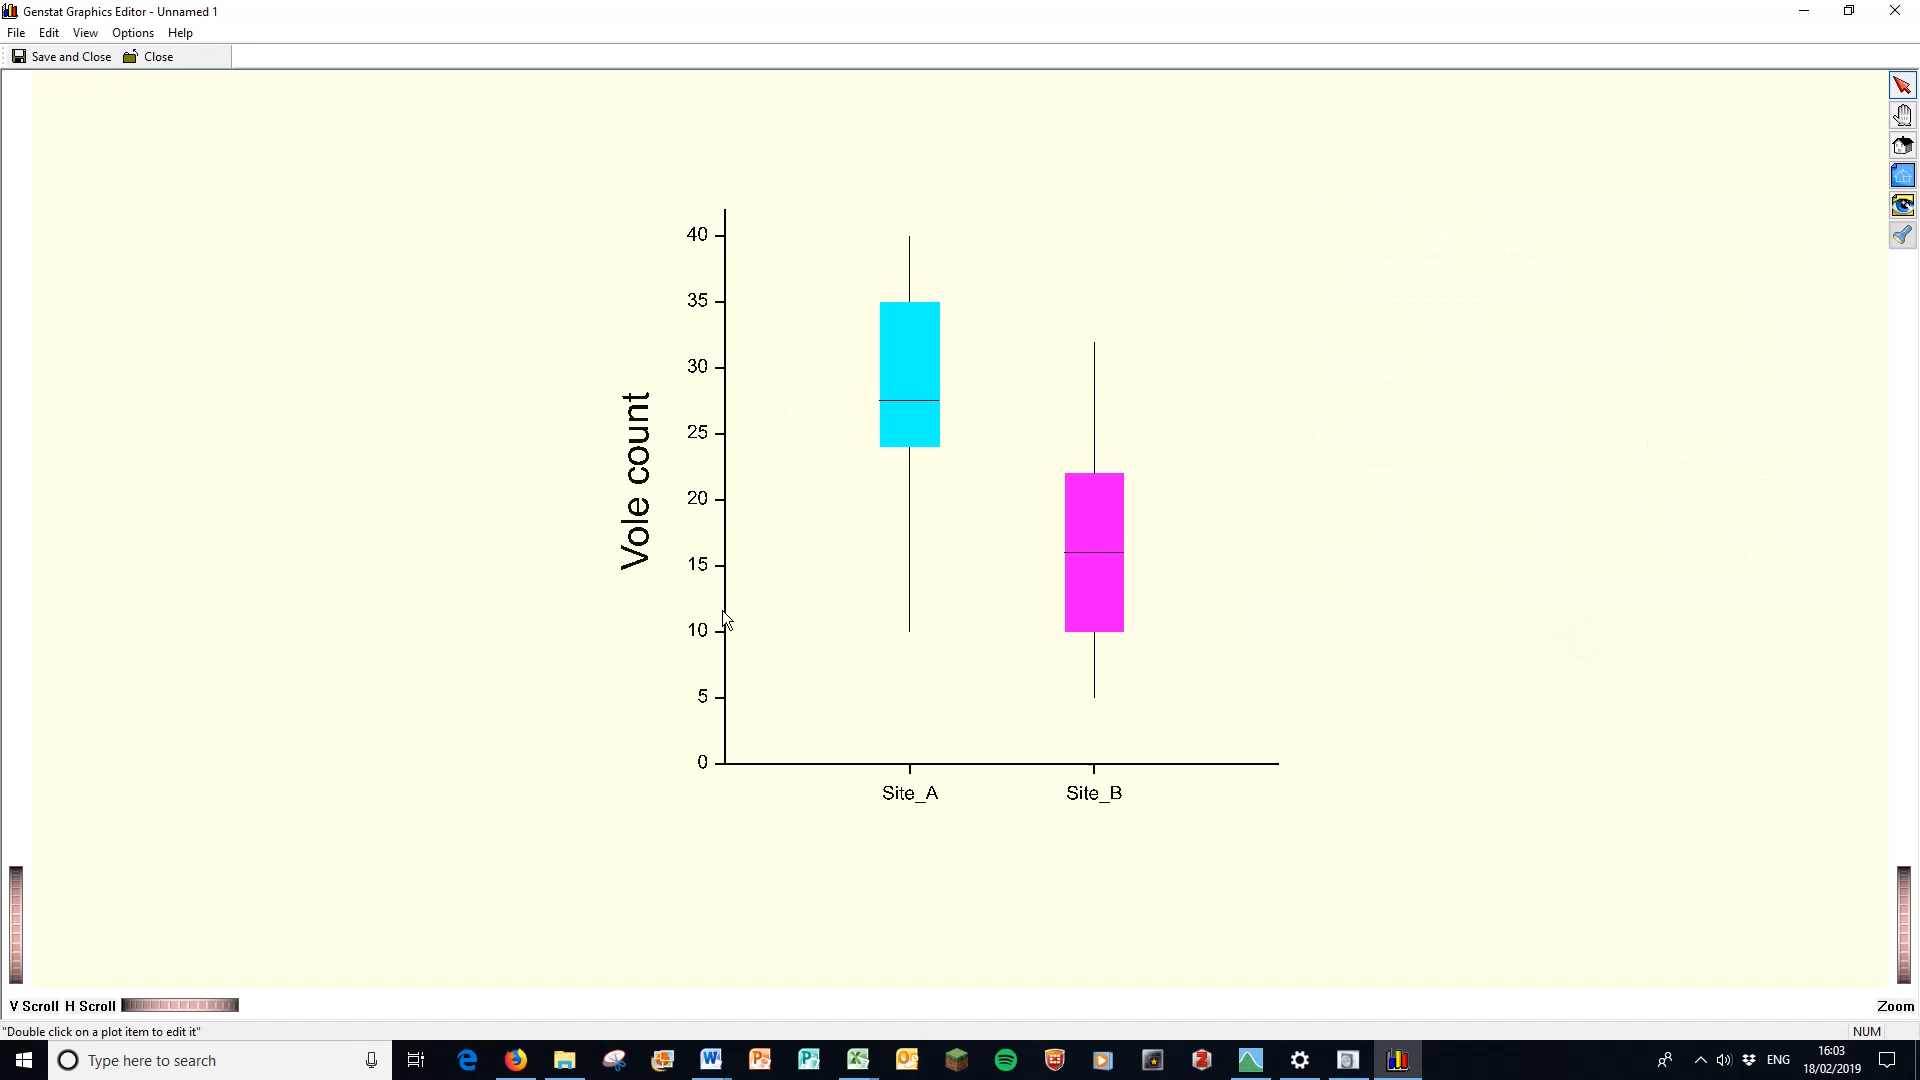 Genstat Graphics Editor - Unnamed 1
File Edit View Options Help
Save and Close Close
Vole count
40
35
30
25
20
15
10
5
0
Site_A Site_B
V Scroll H Scroll Zoom
"Double click on a plot item to edit it" NUM
Type here to search
ENG
16:03
18/02/2019